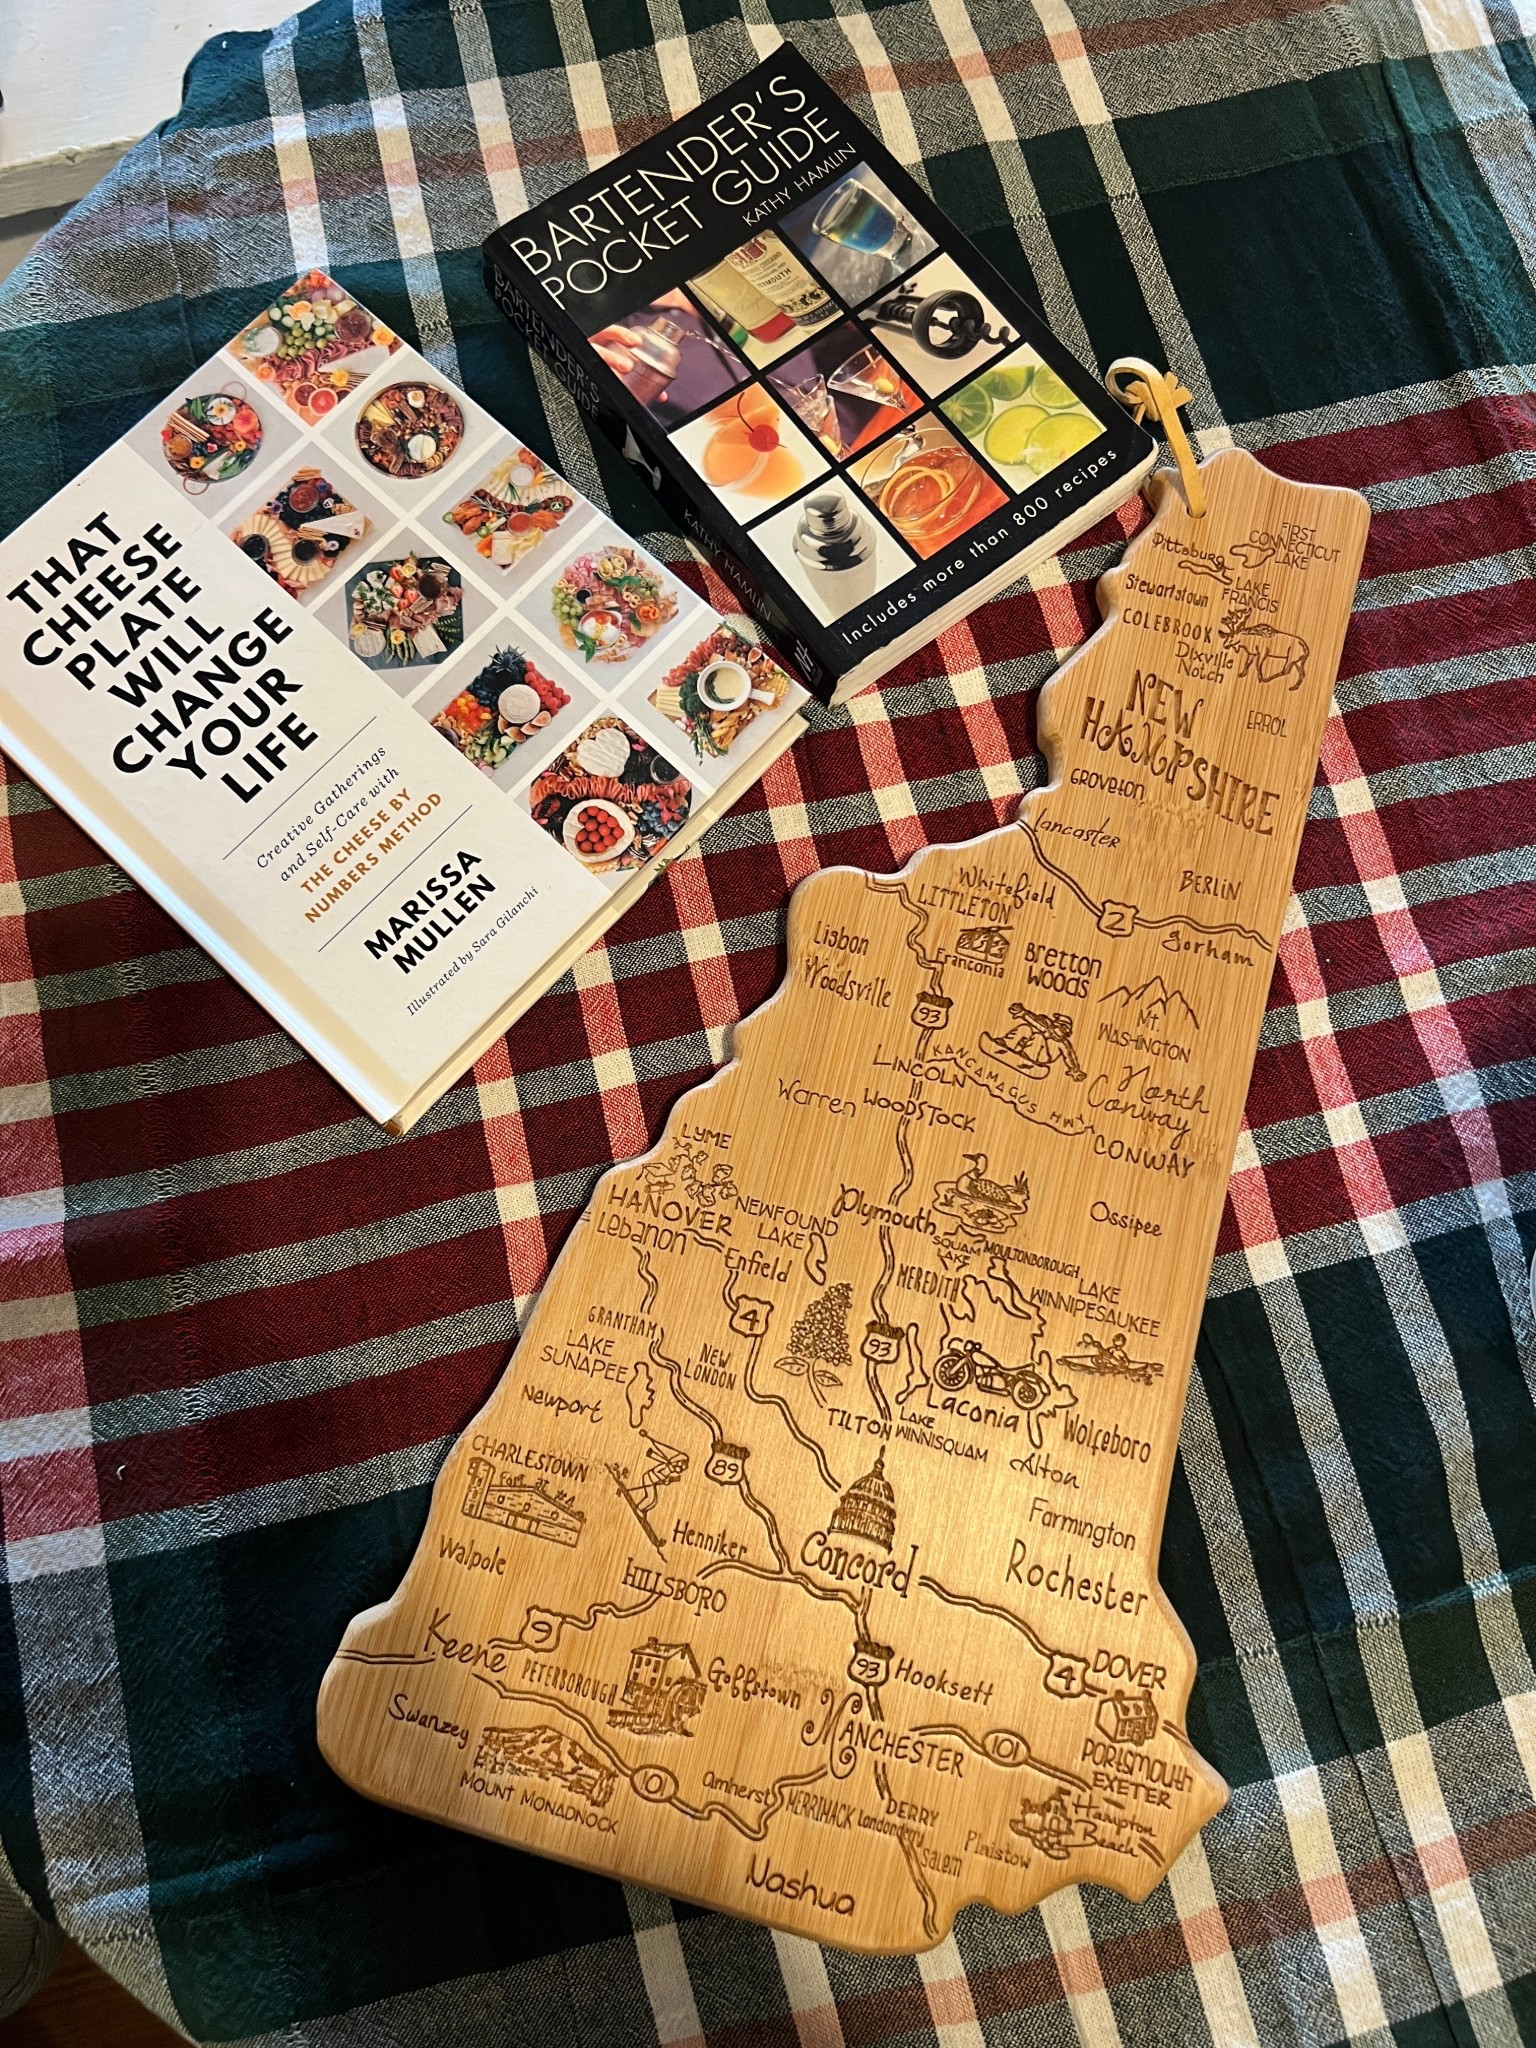 THAT
CHEESE
PLATE
WILL
CHANGE
YOUR
LIFE
Creative Gatherings
and Self-Care with
THE CHEESE BY
NUMBERS METHOD
MARISSA
MULLEN
Illustrated by Sara Gilanchi
BARTENDER'S
POCKET GUIDE
KATHY HAMLIN
Includes more than 800 recipes
BARTENDER'S
POCKET GUIDE
KATHY HAMLIN
FIRST
CONNECTICUT
LAKE
Pittsburg
LAKE
FRANCIS
Stewartstown
COLEBROOK
Dixville
Notch
NEW
HAMPSHIRE
ERROL
GROVETON
Lancaster
BERLIN
Whitefield
LITTLETON
2
gorham
Lisbon
Franconia
Bretton
Woods
Woodsville
93
MT.
WASHINGTON
LINCOLN
KANCAMAGUS HWY
North
Conway
Warren
WOODSTOCK
CONWAY
LYME
HANOVER
Lebanon
NEWFOUND
LAKE
Plymouth
Ossipee
Enfield
SQUAM
LAKE
MOULTONBOROUGH
MEREDITH
LAKE
WINNIPESAUKEE
4
GRANTHAM
93
LAKE
SUNAPEE
NEW
LONDON
Newport
Laconia
TILTON
LAKE
WINNISQUAM
Wolfeboro
CHARLESTOWN
Fort at #4
89
Alton
Farmington
Henniker
Walpole
Concord
Rochester
HILLSBORO
9
Keene
PETERBOROUGH
Goffstown
93
Hooksett
4
DOVER
Swanzey
MANCHESTER
101
PORTSMOUTH
EXETER
MOUNT MONADNOCK
101
Amherst
MERRIMACK
DERRY
Londonderry
Salem
Plaistow
Hampton
Beach
Nashua